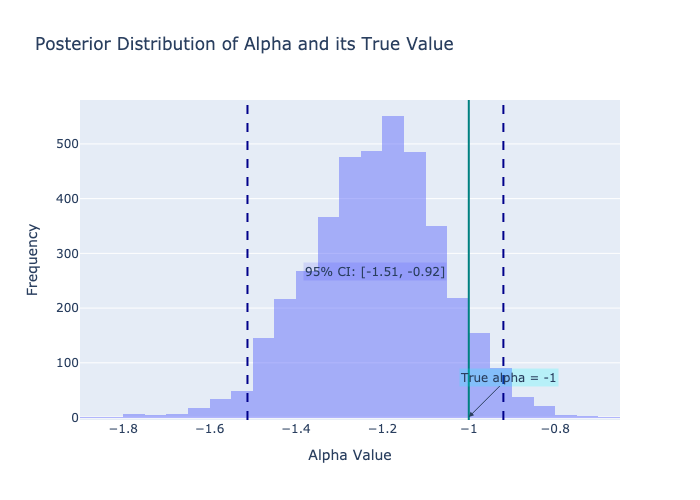 Posterior Distribution of Alpha and its True Value
500
400
300
200
100
0
Frequency
95% CI: [-1.51, -0.92]
True alpha = -1
−1.8
−1.6
−1.4
−1.2
−1
−0.8
Alpha Value